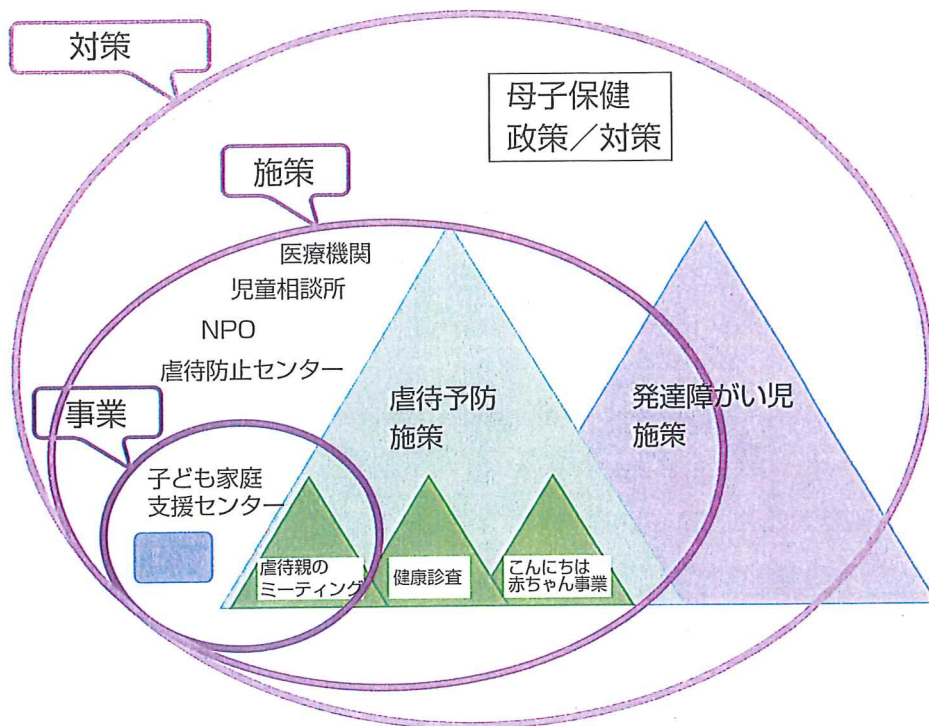 対策
母子保健
政策／対策
施策
医療機関
児童相談所
NPO
虐待防止センター
事業
虐待予防
施策
発達障がい児
施策
子ども家庭
支援センター
虐待親の
ミーティング
健康診査
こんにちは
赤ちゃん事業